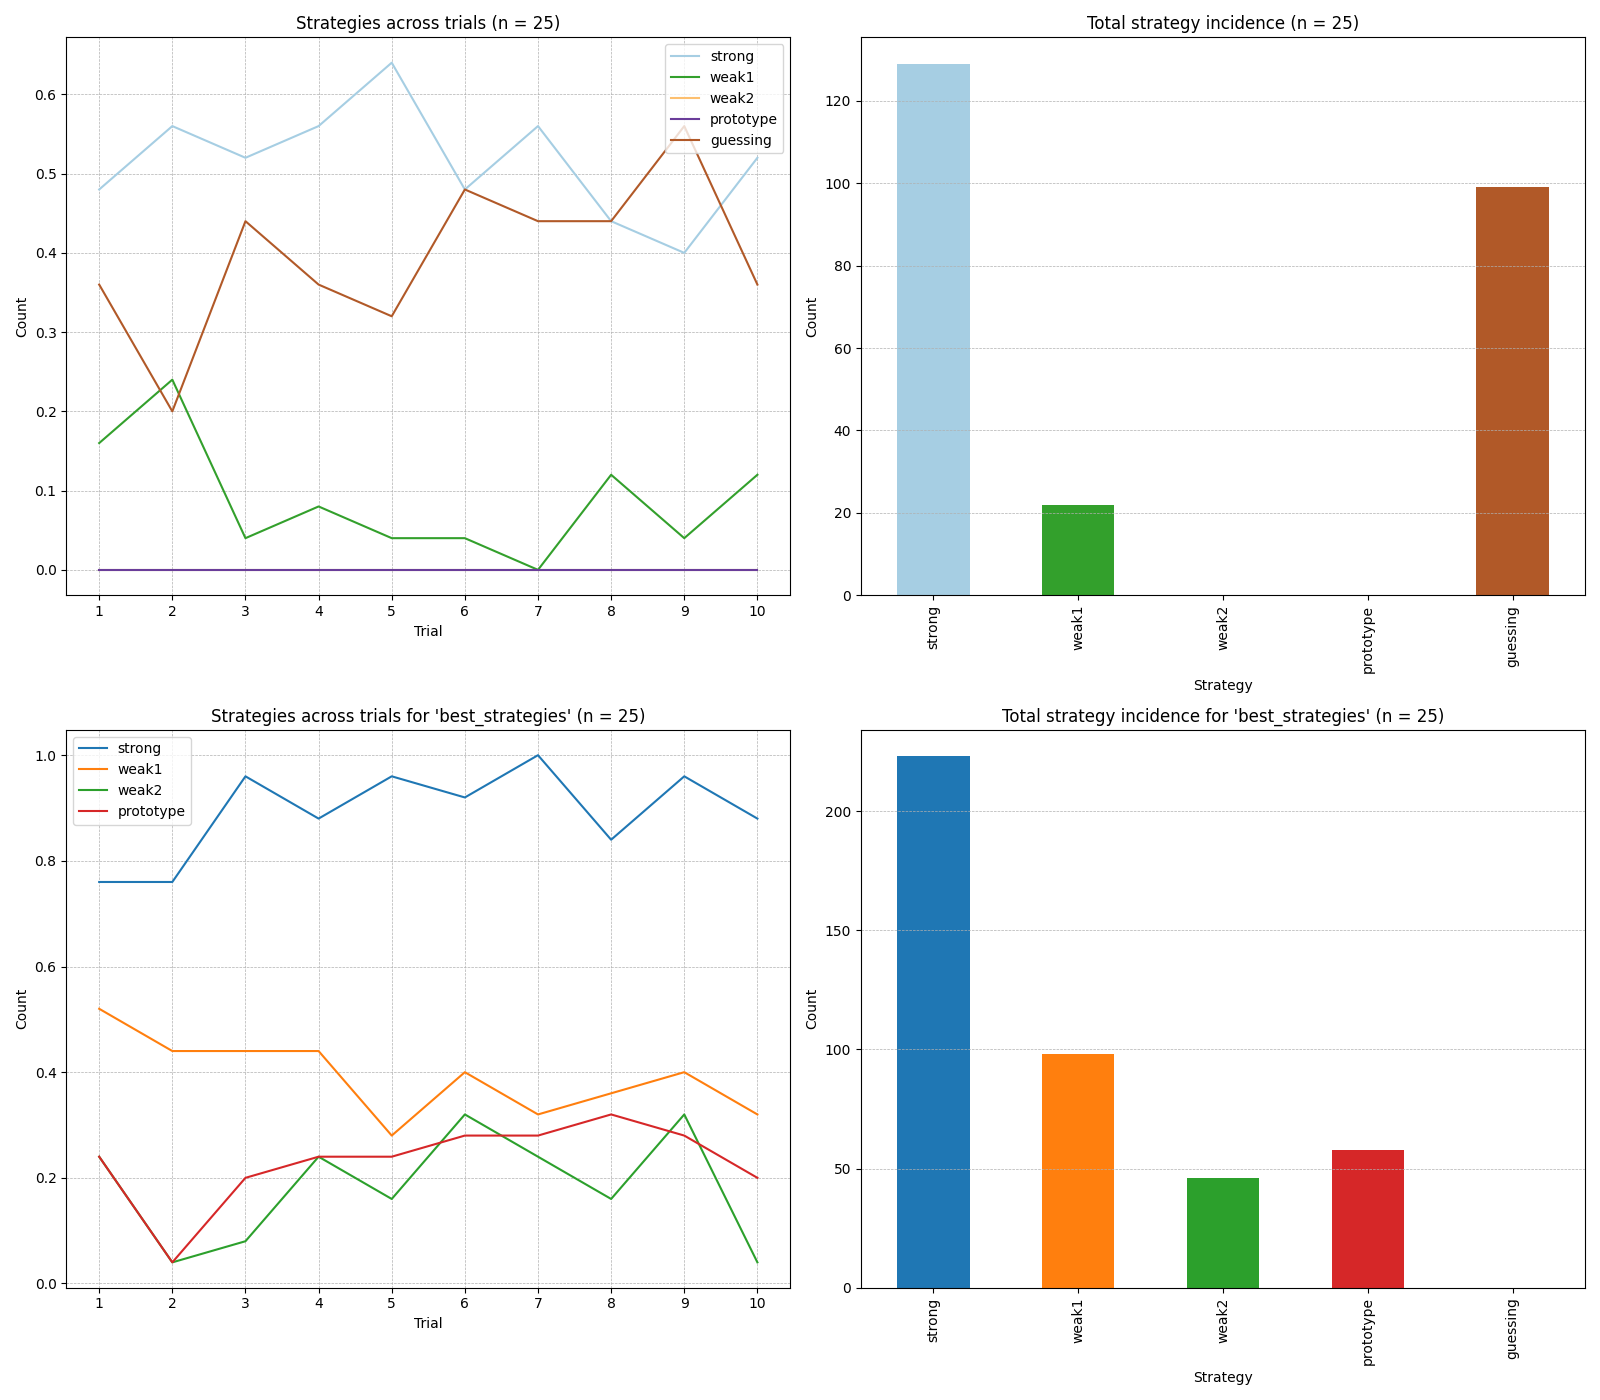 Strategies across trials (n = 25)
Count
0.6
0.5
0.4
0.3
0.2
0.1
0.0
strong
weak1
weak2
prototype
guessing
1 2 3 4 5 6 7 8 9 10
Trial
Total strategy incidence (n = 25)
Count
120
100
80
60
40
20
0
strong
weak1
weak2
prototype
guessing
Strategy
Strategies across trials for 'best_strategies' (n = 25)
Count
1.0
0.8
0.6
0.4
0.2
0.0
strong
weak1
weak2
prototype
1 2 3 4 5 6 7 8 9 10
Trial
Total strategy incidence for 'best_strategies' (n = 25)
Count
200
150
100
50
0
strong
weak1
weak2
prototype
guessing
Strategy